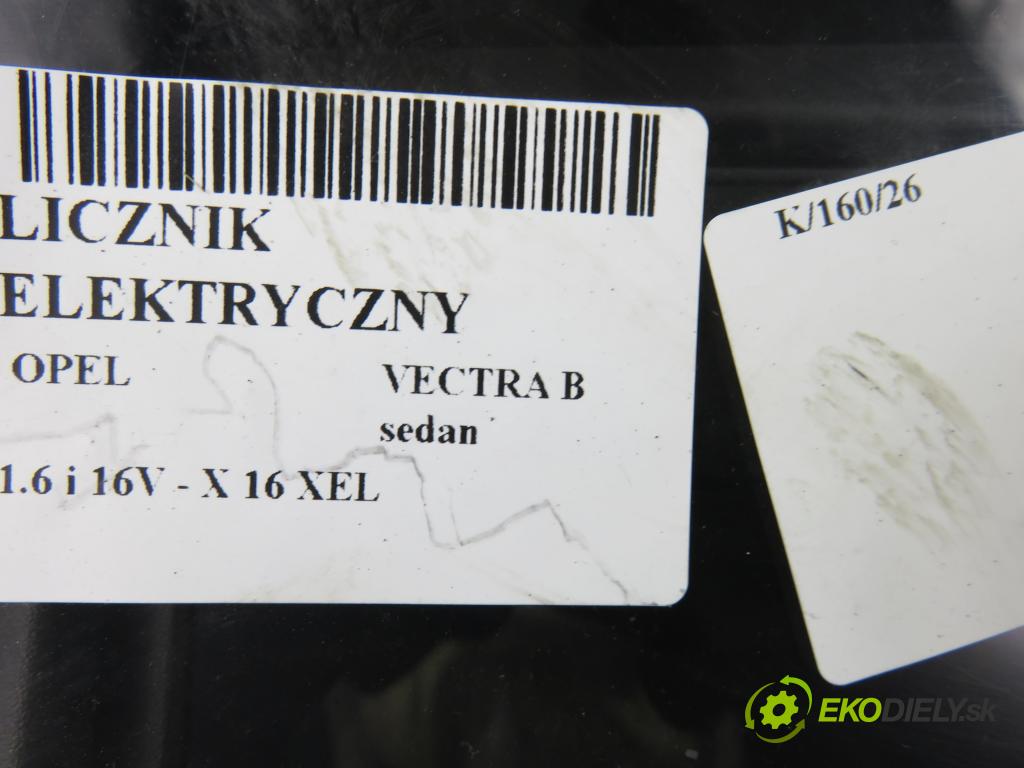 LICZNIK
ELEKTRYCZNY
OPEL VECTRA B
sedan
1.6 i 16V - X 16 XEL
K/160/26
EKODIELY.sk